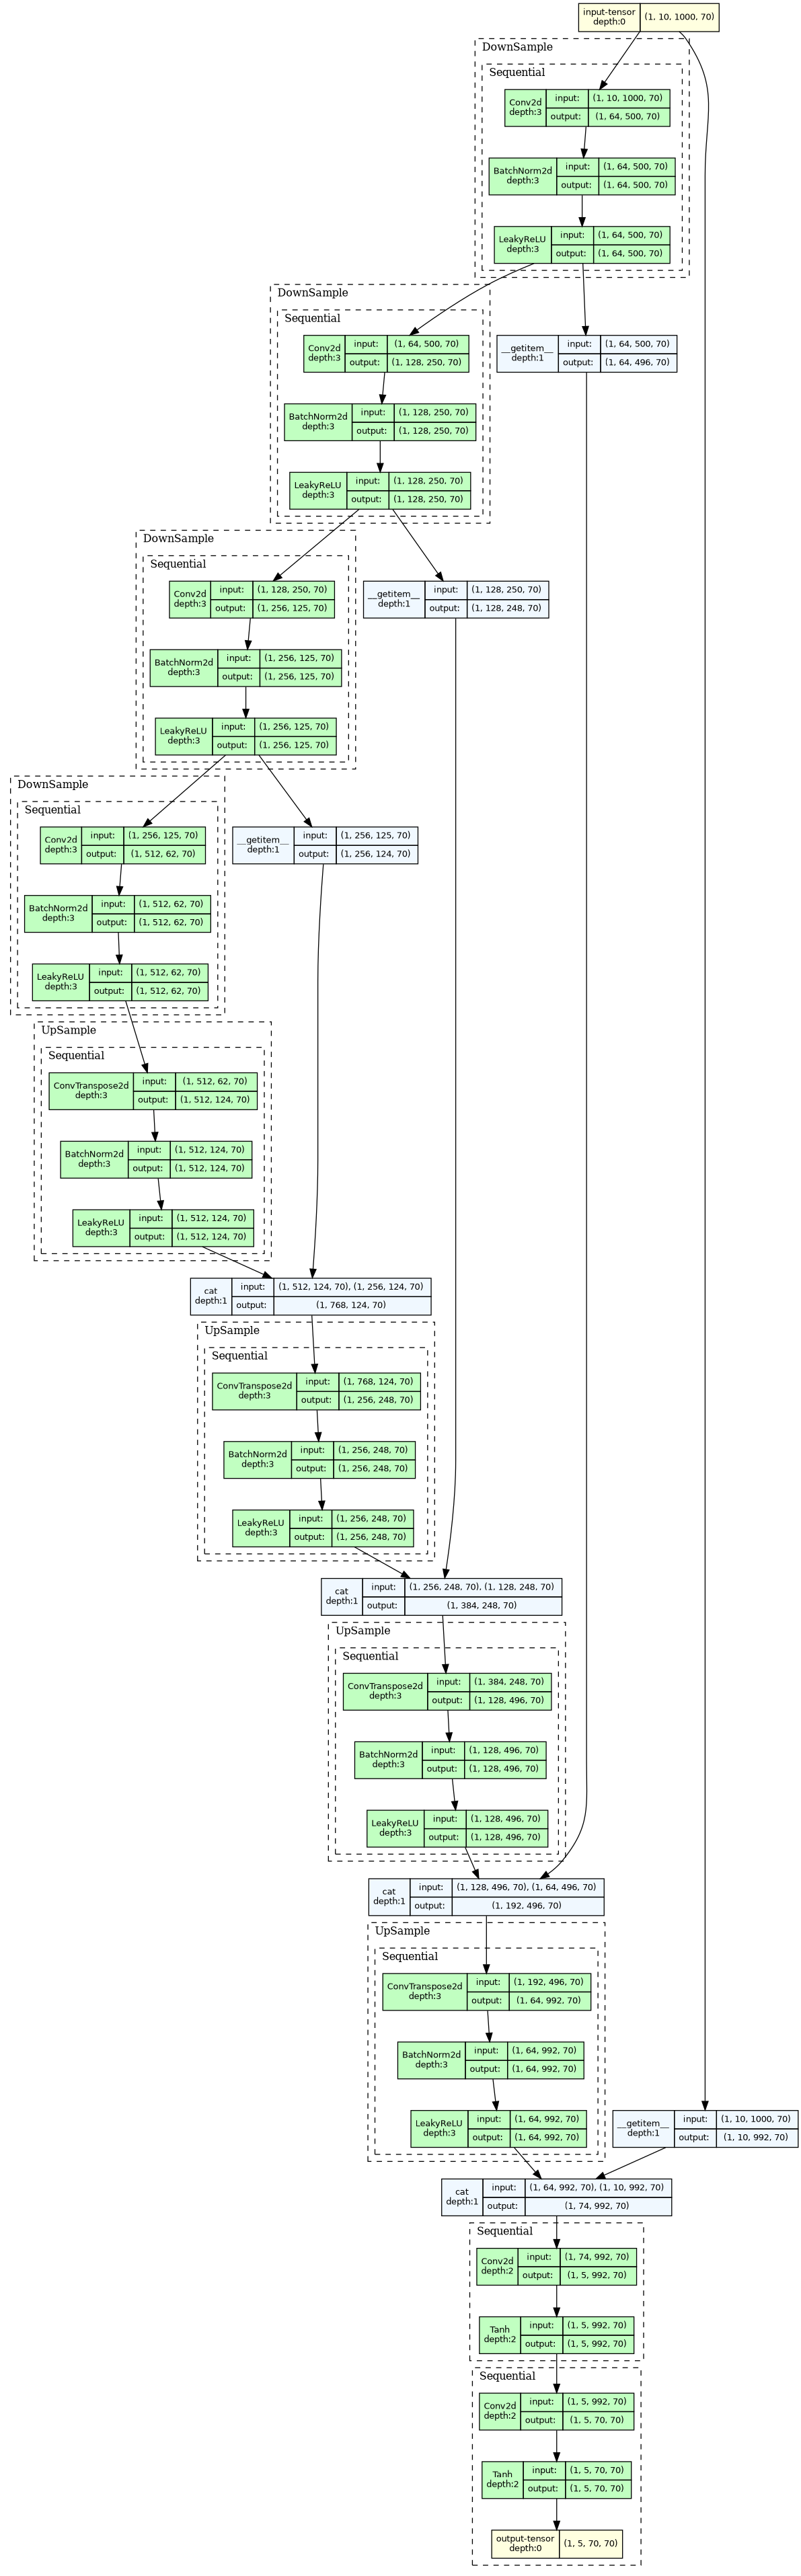 input-tensor
depth:0
(1, 10, 1000, 70)
DownSample
Sequential
Conv2d
depth:3
input:
(1, 10, 1000, 70)
output:
(1, 64, 500, 70)
BatchNorm2d
depth:3
input:
(1, 64, 500, 70)
output:
(1, 64, 500, 70)
LeakyReLU
depth:3
input:
(1, 64, 500, 70)
output:
(1, 64, 500, 70)
DownSample
Sequential
Conv2d
depth:3
input:
(1, 64, 500, 70)
output:
(1, 128, 250, 70)
__getitem__
depth:1
input:
(1, 64, 500, 70)
output:
(1, 64, 496, 70)
BatchNorm2d
depth:3
input:
(1, 128, 250, 70)
output:
(1, 128, 250, 70)
LeakyReLU
depth:3
input:
(1, 128, 250, 70)
output:
(1, 128, 250, 70)
DownSample
Sequential
Conv2d
depth:3
input:
(1, 128, 250, 70)
output:
(1, 256, 125, 70)
__getitem__
depth:1
input:
(1, 128, 250, 70)
output:
(1, 128, 248, 70)
BatchNorm2d
depth:3
input:
(1, 256, 125, 70)
output:
(1, 256, 125, 70)
LeakyReLU
depth:3
input:
(1, 256, 125, 70)
output:
(1, 256, 125, 70)
DownSample
Sequential
Conv2d
depth:3
input:
(1, 256, 125, 70)
output:
(1, 512, 62, 70)
__getitem__
depth:1
input:
(1, 256, 125, 70)
output:
(1, 256, 124, 70)
BatchNorm2d
depth:3
input:
(1, 512, 62, 70)
output:
(1, 512, 62, 70)
LeakyReLU
depth:3
input:
(1, 512, 62, 70)
output:
(1, 512, 62, 70)
UpSample
Sequential
ConvTranspose2d
depth:3
input:
(1, 512, 62, 70)
output:
(1, 512, 124, 70)
BatchNorm2d
depth:3
input:
(1, 512, 124, 70)
output:
(1, 512, 124, 70)
LeakyReLU
depth:3
input:
(1, 512, 124, 70)
output:
(1, 512, 124, 70)
cat
depth:1
input:
(1, 512, 124, 70), (1, 256, 124, 70)
output:
(1, 768, 124, 70)
UpSample
Sequential
ConvTranspose2d
depth:3
input:
(1, 768, 124, 70)
output:
(1, 256, 248, 70)
BatchNorm2d
depth:3
input:
(1, 256, 248, 70)
output:
(1, 256, 248, 70)
LeakyReLU
depth:3
input:
(1, 256, 248, 70)
output:
(1, 256, 248, 70)
cat
depth:1
input:
(1, 256, 248, 70), (1, 128, 248, 70)
output:
(1, 384, 248, 70)
UpSample
Sequential
ConvTranspose2d
depth:3
input:
(1, 384, 248, 70)
output:
(1, 128, 496, 70)
BatchNorm2d
depth:3
input:
(1, 128, 496, 70)
output:
(1, 128, 496, 70)
LeakyReLU
depth:3
input:
(1, 128, 496, 70)
output:
(1, 128, 496, 70)
cat
depth:1
input:
(1, 128, 496, 70), (1, 64, 496, 70)
output:
(1, 192, 496, 70)
UpSample
Sequential
ConvTranspose2d
depth:3
input:
(1, 192, 496, 70)
output:
(1, 64, 992, 70)
BatchNorm2d
depth:3
input:
(1, 64, 992, 70)
output:
(1, 64, 992, 70)
LeakyReLU
depth:3
input:
(1, 64, 992, 70)
output:
(1, 64, 992, 70)
__getitem__
depth:1
input:
(1, 10, 1000, 70)
output:
(1, 10, 992, 70)
cat
depth:1
input:
(1, 64, 992, 70), (1, 10, 992, 70)
output:
(1, 74, 992, 70)
Sequential
Conv2d
depth:2
input:
(1, 74, 992, 70)
output:
(1, 5, 992, 70)
Tanh
depth:2
input:
(1, 5, 992, 70)
output:
(1, 5, 992, 70)
Sequential
Conv2d
depth:2
input:
(1, 5, 992, 70)
output:
(1, 5, 70, 70)
Tanh
depth:2
input:
(1, 5, 70, 70)
output:
(1, 5, 70, 70)
output-tensor
depth:0
(1, 5, 70, 70)